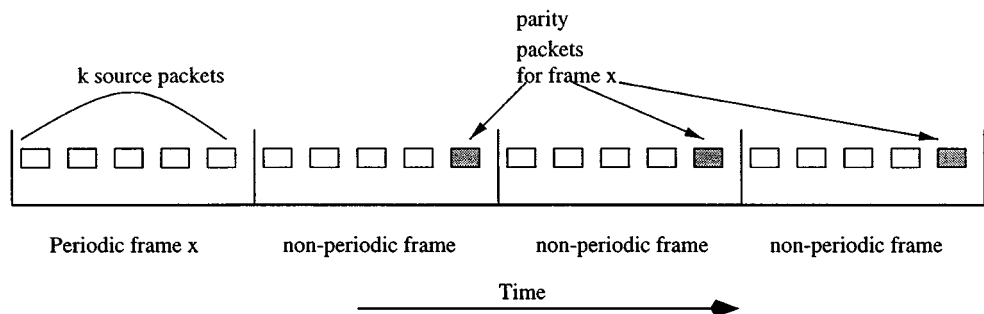 parity
packets
for frame x
k source packets
Periodic frame x
non-periodic frame
non-periodic frame
non-periodic frame
Time